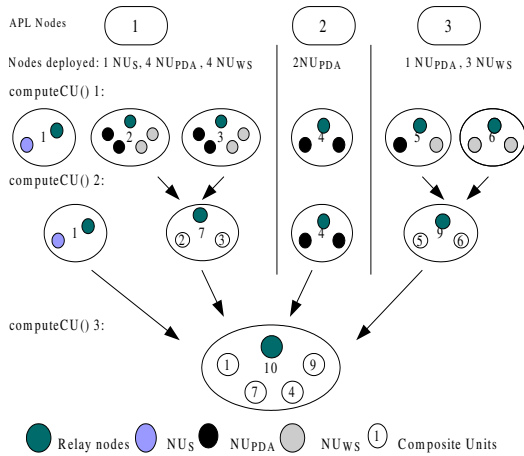 APL Nodes 1 2 3
Nodes deployed: 1 NUS, 4 NUPDA, 4 NUWS 2NUPDA 1 NUPDA, 3 NUWS
computeCU() 1:
1 2 3 4 5 6
computeCU() 2:
1 7 2 3 4 9 5 6
computeCU() 3:
10
1 9
7 4
Relay nodes NUS NUPDA NUWS 1 Composite Units